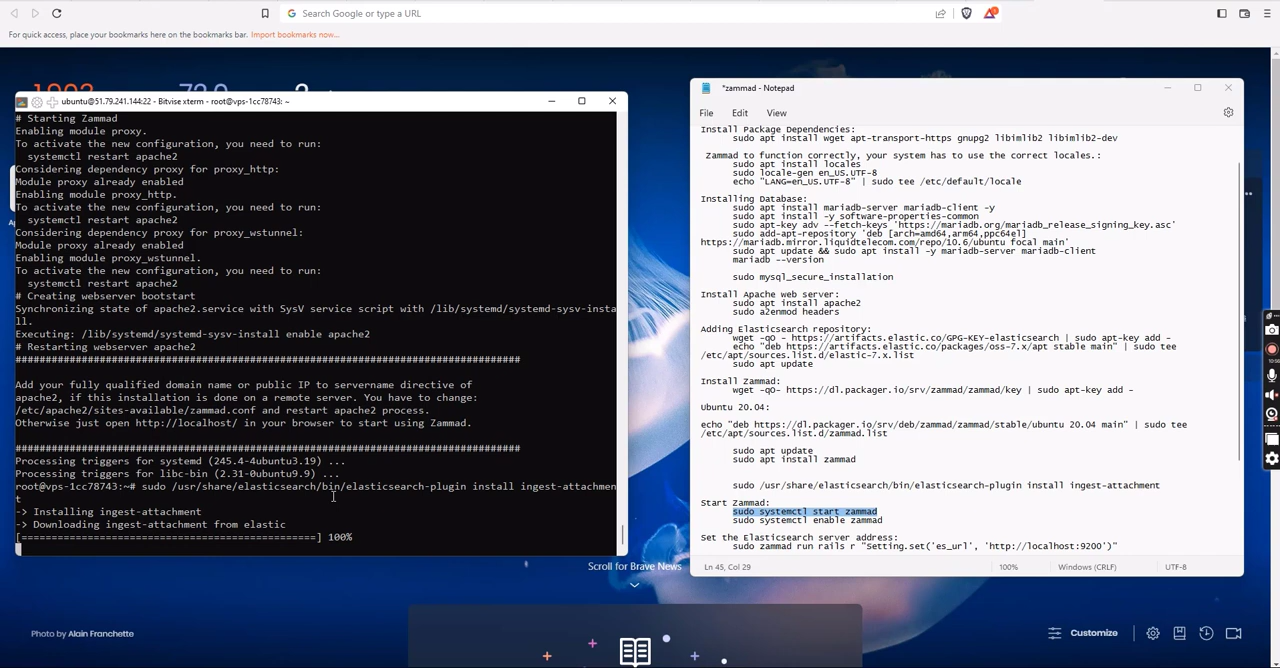 Search Google or type a URL
For quick access, place your bookmarks here on the bookmarks bar. Import bookmarks now...
ubuntu@51.79.241.144:22 - Bitvise xterm - root@vps-1cc78743: ~
# Starting Zammad
Enabling module proxy.
To activate the new configuration, you need to run:
systemctl restart apache2
Considering dependency proxy for proxy_http:
Module proxy already enabled
Enabling module proxy_http.
To activate the new configuration, you need to run:
systemctl restart apache2
Considering dependency proxy for proxy_wstunnel:
Module proxy already enabled
Enabling module proxy_wstunnel.
To activate the new configuration, you need to run:
systemctl restart apache2
# Creating webserver bootstart
Synchronizing state of apache2.service with SysV service script with /lib/systemd/systemd-sysv-insta
ll.
Executing: /lib/systemd/systemd-sysv-install enable apache2
# Restarting webserver apache2
####################################################################################
Add your fully qualified domain name or public IP to servername directive of
apache2, if this installation is done on a remote server. You have to change:
/etc/apache2/sites-available/zammad.conf and restart apache2 process.
Otherwise just open http://localhost/ in your browser to start using Zammad.
####################################################################################
Processing triggers for systemd (245.4-4ubuntu3.19) ...
Processing triggers for libc-bin (2.31-0ubuntu9.9) ...
root@vps-1cc78743:~# sudo /usr/share/elasticsearch/bin/elasticsearch-plugin install ingest-attachmen
t
-> Installing ingest-attachment
-> Downloading ingest-attachment from elastic
[=================================================] 100%
*zammad - Notepad
File Edit View
Install Package Dependencies:
sudo apt install wget apt-transport-https gnupg2 libimlib2 libimlib2-dev
Zammad to function correctly, your system has to use the correct locales.:
sudo apt install locales
sudo locale-gen en_US.UTF-8
echo "LANG=en_US.UTF-8" | sudo tee /etc/default/locale
Installing Database:
sudo apt install mariadb-server mariadb-client -y
sudo apt install -y software-properties-common
sudo apt-key adv --fetch-keys 'https://mariadb.org/mariadb_release_signing_key.asc'
sudo add-apt-repository 'deb [arch=amd64,arm64,ppc64el]
https://mariadb.mirror.liquidtelecom.com/repo/10.6/ubuntu focal main'
sudo apt update && sudo apt install -y mariadb-server mariadb-client
mariadb --version
sudo mysql_secure_installation
Install Apache web server:
sudo apt install apache2
sudo a2enmod headers
Adding Elasticsearch repository:
wget -qO - https://artifacts.elastic.co/GPG-KEY-elasticsearch | sudo apt-key add -
echo "deb https://artifacts.elastic.co/packages/oss-7.x/apt stable main" | sudo tee
/etc/apt/sources.list.d/elastic-7.x.list
sudo apt update
Install Zammad:
wget -qO- https://dl.packager.io/srv/zammad/zammad/key | sudo apt-key add -
Ubuntu 20.04:
echo "deb https://dl.packager.io/srv/deb/zammad/zammad/stable/ubuntu 20.04 main" | sudo tee
/etc/apt/sources.list.d/zammad.list
sudo apt update
sudo apt install zammad
sudo /usr/share/elasticsearch/bin/elasticsearch-plugin install ingest-attachment
Start Zammad:
sudo systemctl start zammad
sudo systemctl enable zammad
Set the Elasticsearch server address:
sudo zammad run rails r "Setting.set('es_url', 'http://localhost:9200')"
Ln 45, Col 29 100% Windows (CRLF) UTF-8
Scroll for Brave News
Photo by Alain Franchette
Customize